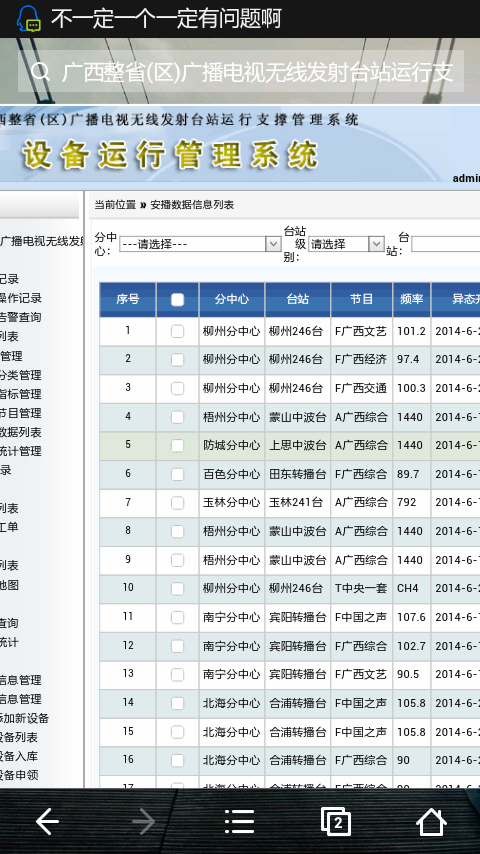 不一定一个一定有问题啊
广西整省(区)广播电视无线发射台站运行支
西整省(区)广播电视无线发射台站运行支撑管理系统
设备运行管理系统
admin
当前位置 » 安播数据信息列表
广播电视无线发射
分中心: ---请选择--- 台站级别: 请选择 台站:
记录
操作记录
告警查询
列表
管理
分类管理
指标管理
节目管理
数据列表
统计管理
录
列表
工单
列表
地图
查询
统计
信息管理
信息管理
添加新设备
设备列表
设备入库
设备申领
序号 分中心 台站 节目 频率 异态开
1 柳州分中心 柳州246台 F广西文艺 101.2 2014-6-2
2 柳州分中心 柳州246台 F广西经济 97.4 2014-6-2
3 柳州分中心 柳州246台 F广西交通 100.3 2014-6-2
4 梧州分中心 蒙山中波台 A广西综合 1440 2014-6-2
5 防城分中心 上思中波台 A广西综合 1440 2014-6-2
6 百色分中心 田东转播台 F广西综合 89.7 2014-6-1
7 玉林分中心 玉林241台 A广西综合 792 2014-6-1
8 梧州分中心 蒙山中波台 A广西综合 1440 2014-6-1
9 梧州分中心 蒙山中波台 A广西综合 1440 2014-6-1
10 柳州分中心 柳州246台 T中央一套 CH4 2014-6-2
11 南宁分中心 宾阳转播台 F中国之声 107.6 2014-6-1
12 南宁分中心 宾阳转播台 F广西综合 102.7 2014-6-1
13 南宁分中心 宾阳转播台 F广西文艺 90.5 2014-6-1
14 北海分中心 合浦转播台 F中国之声 105.8 2014-6-2
15 北海分中心 合浦转播台 F中国之声 105.8 2014-6-2
16 北海分中心 合浦转播台 F广西综合 90 2014-6-2
2